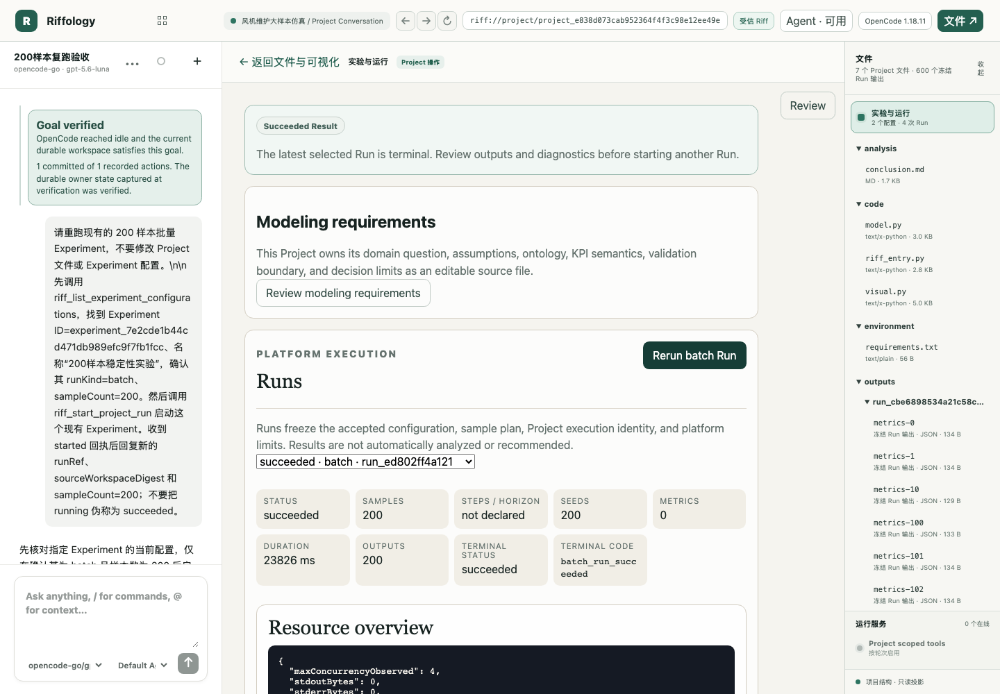 R Riffology
风机维护大样本仿真 / Project Conversation
riff://project/project_e838d073cab952364f4f3c98e12ee49e
受信 Riff
Agent · 可用
OpenCode 1.18.11
文件 ↗
200样本复跑验收
opencode-go · gpt-5.6-luna
... +
Goal verified
OpenCode reached idle and the current
durable workspace satisfies this goal.
1 committed of 1 recorded actions. The
durable owner state captured at
verification was verified.
请重跑现有的 200 样本批量
Experiment，不要修改 Project
文件或 Experiment 配置。\n\n
先调用
riff_list_experiment_configura
tions，找到 Experiment
ID=experiment_7e2cde1b44c
d471db989efc9f7fb1fcc、名
称“200样本稳定性实验”，确认
其 runKind=batch、
sampleCount=200。然后调用
riff_start_project_run 启动这
个现有 Experiment。收到
started 回执后回复新的
runRef、
sourceWorkspaceDigest 和
sampleCount=200；不要把
running 伪称为 succeeded。
先核对指定 Experiment 的当前配置，仅
Ask anything, / for commands, @
for context...
opencode-go/g
Default A
← 返回文件与可视化
实验与运行
Project 操作
Review
Succeeded Result
The latest selected Run is terminal. Review outputs and diagnostics before starting another Run.
Modeling requirements
This Project owns its domain question, assumptions, ontology, KPI semantics, validation
boundary, and decision limits as an editable source file.
Review modeling requirements
PLATFORM EXECUTION
Rerun batch Run
Runs
Runs freeze the accepted configuration, sample plan, Project execution identity, and platform
limits. Results are not automatically analyzed or recommended.
succeeded · batch · run_ed802ff4a121
STATUS
succeeded
SAMPLES
200
STEPS / HORIZON
not declared
SEEDS
200
METRICS
0
DURATION
23826 ms
OUTPUTS
200
TERMINAL
STATUS
succeeded
TERMINAL CODE
batch_run_succ
eeded
Resource overview
{
"maxConcurrencyObserved": 4,
"stdoutBytes": 0,
"stderrBytes": 0,
文件
7 个 Project 文件 · 600 个冻结
Run 输出
收
起
实验与运行
2 个配置 · 4 次 Run
▼ analysis
conclusion.md
MD · 1.7 KB
▼ code
model.py
text/x-python · 3.0 KB
riff_entry.py
text/x-python · 2.8 KB
visual.py
text/x-python · 5.0 KB
▼ environment
requirements.txt
text/plain · 56 B
▼ outputs
▼ run_cbe6898534a21c58c...
metrics-0
冻结 Run 输出 · JSON · 134 B
metrics-1
冻结 Run 输出 · JSON · 134 B
metrics-10
冻结 Run 输出 · JSON · 129 B
metrics-100
冻结 Run 输出 · JSON · 133 B
metrics-101
冻结 Run 输出 · JSON · 134 B
metrics-102
冻结 Run 输出 · JSON · 134 B
运行服务
0 个在线
Project scoped tools
按轮次启用
项目结构 · 只读投影